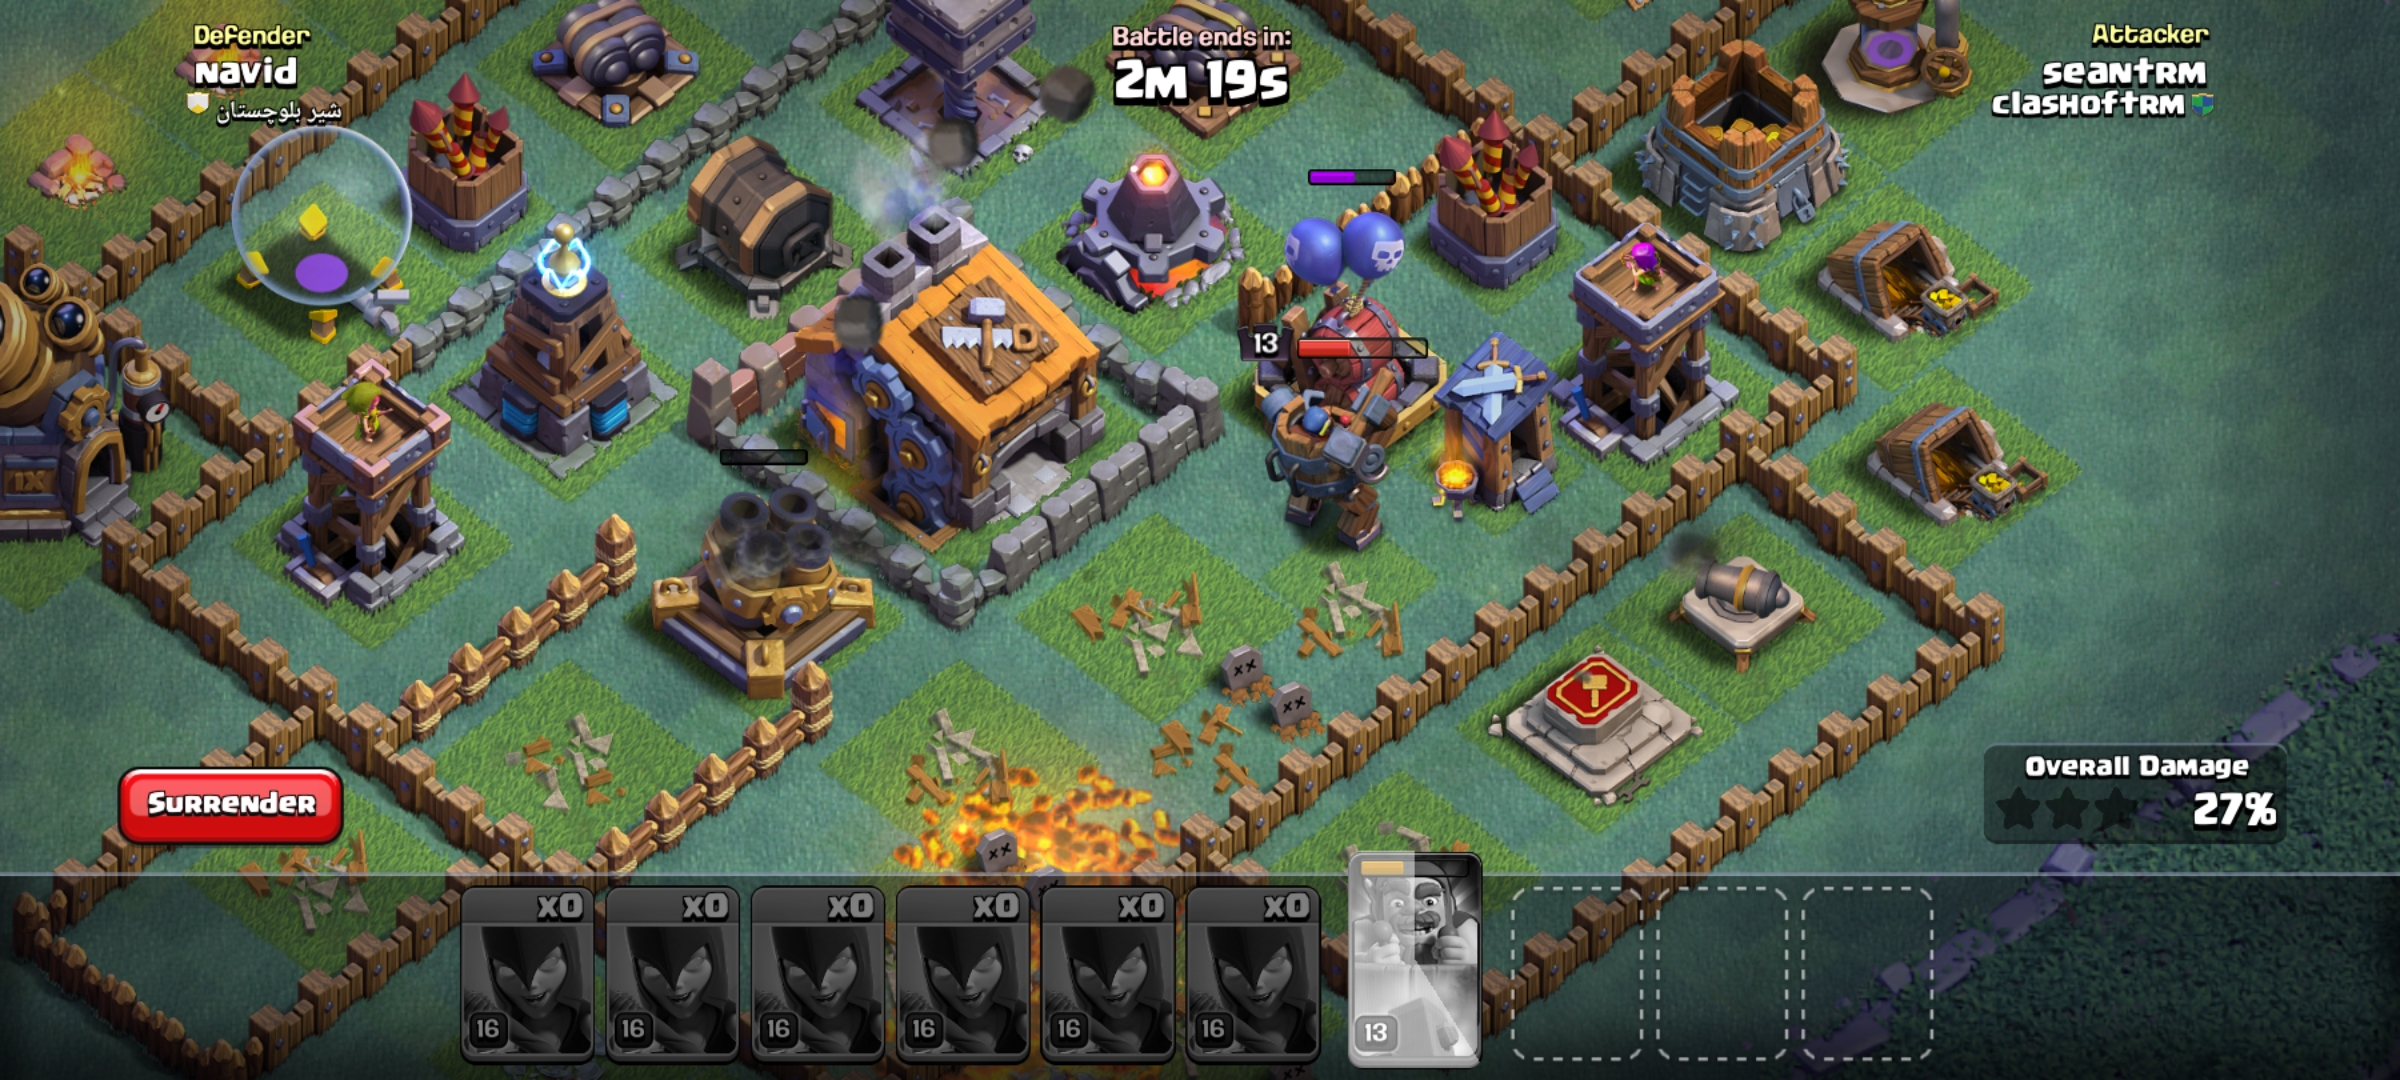 Defender
Navid
شیر بلوچستان
Battle ends in:
2M 19s
Attacker
seantRM
clashoftRM
13
IX
Surrender
Overall Damage
27%
x0
x0
x0
x0
x0
x0
16
16
16
16
16
16
13